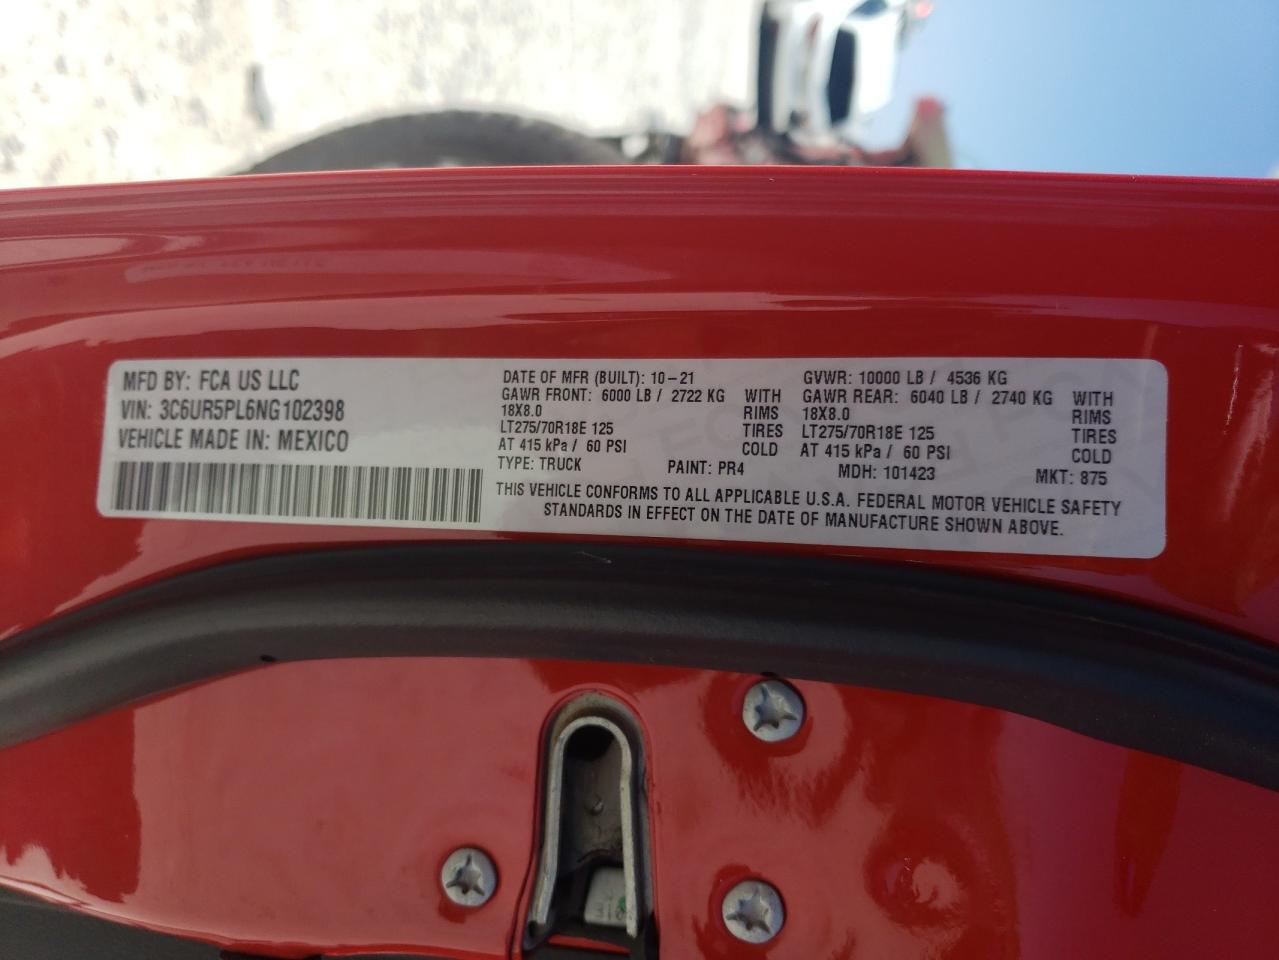 MFD BY: FCA US LLC
VIN: 3C6UR5PL6NG102398
VEHICLE MADE IN: MEXICO
DATE OF MFR (BUILT): 10-21
GAWR FRONT: 6000 LB / 2722 KG WITH
18X8.0 RIMS
LT275/70R18E 125 TIRES
AT 415 kPa / 60 PSI COLD
TYPE: TRUCK PAINT: PR4
GVWR: 10000 LB / 4536 KG
GAWR REAR: 6040 LB / 2740 KG WITH
18X8.0 RIMS
LT275/70R18E 125 TIRES
AT 415 kPa / 60 PSI COLD
MDH: 101423 MKT: 875
THIS VEHICLE CONFORMS TO ALL APPLICABLE U.S.A. FEDERAL MOTOR VEHICLE SAFETY
STANDARDS IN EFFECT ON THE DATE OF MANUFACTURE SHOWN ABOVE.